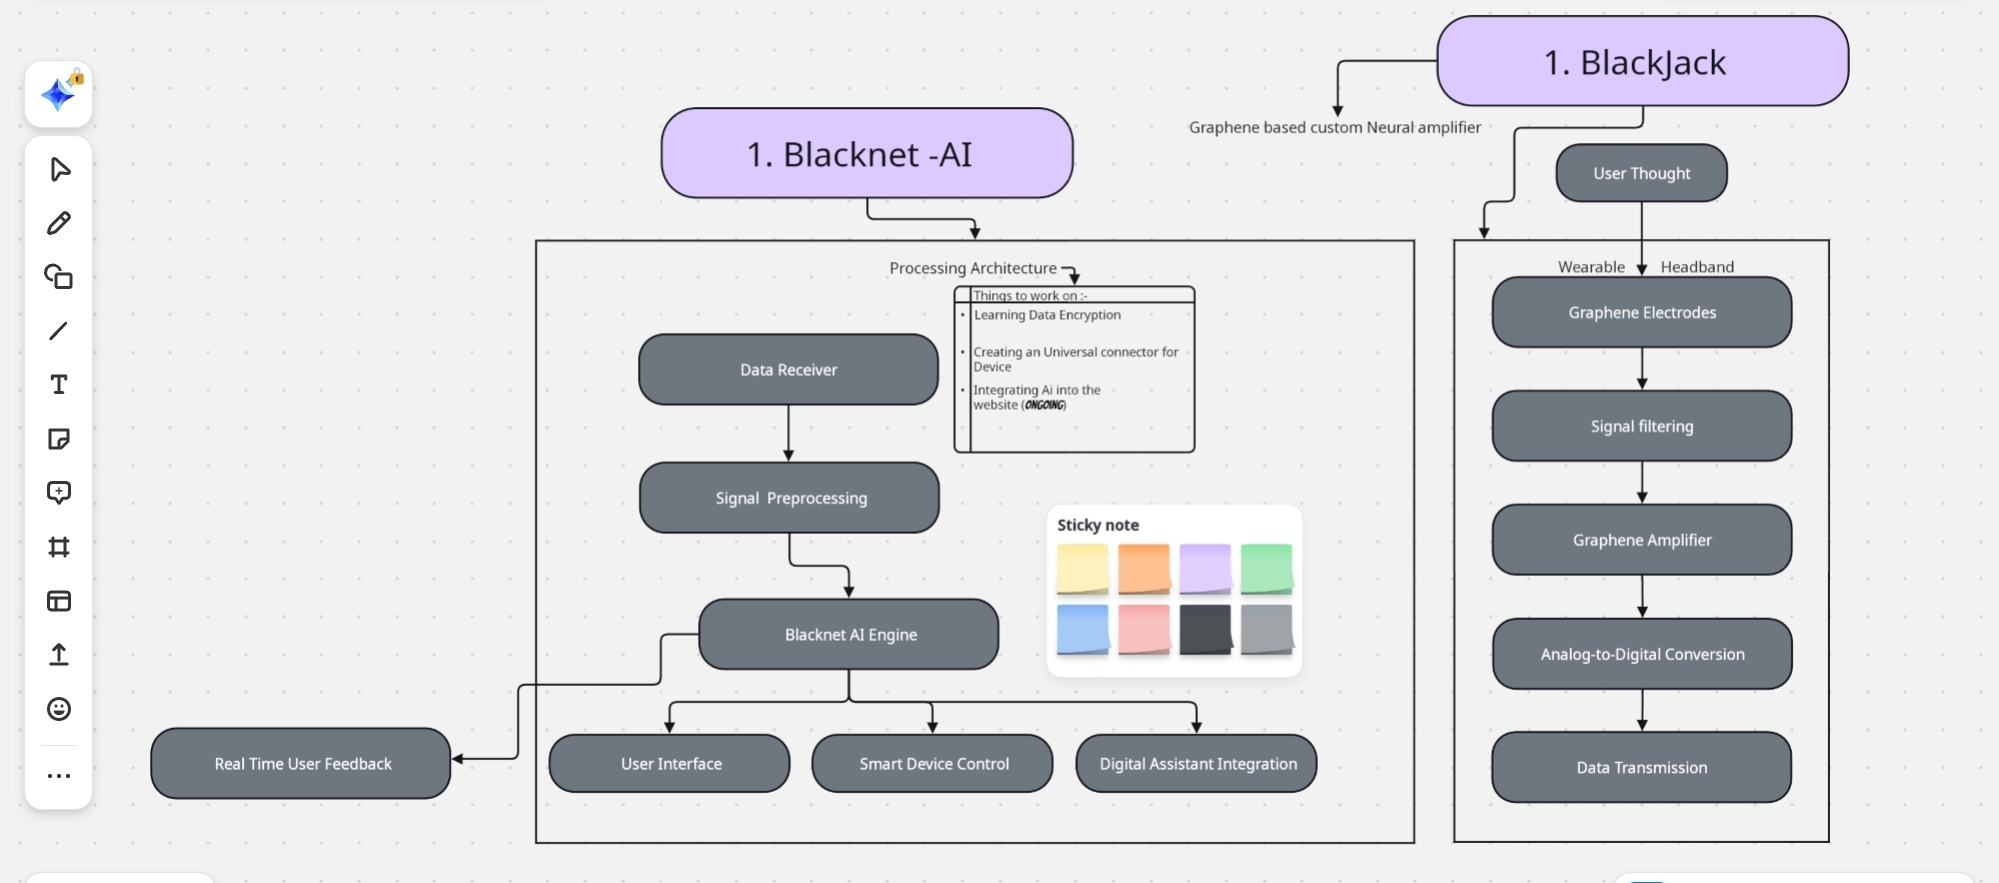 1. BlackJack
Graphene based custom Neural amplifier
1. Blacknet -AI
User Thought
Processing Architecture
Things to work on :-
• Learning Data Encryption
• Creating an Universal connector for
Device
• Integrating Ai into the
website (ONGOING)
Data Receiver
Signal  Preprocessing
Sticky note
Blacknet AI Engine
Real Time User Feedback
User Interface
Smart Device Control
Digital Assistant Integration
Wearable
Headband
Graphene Electrodes
Signal filtering
Graphene Amplifier
Analog-to-Digital Conversion
Data Transmission
T